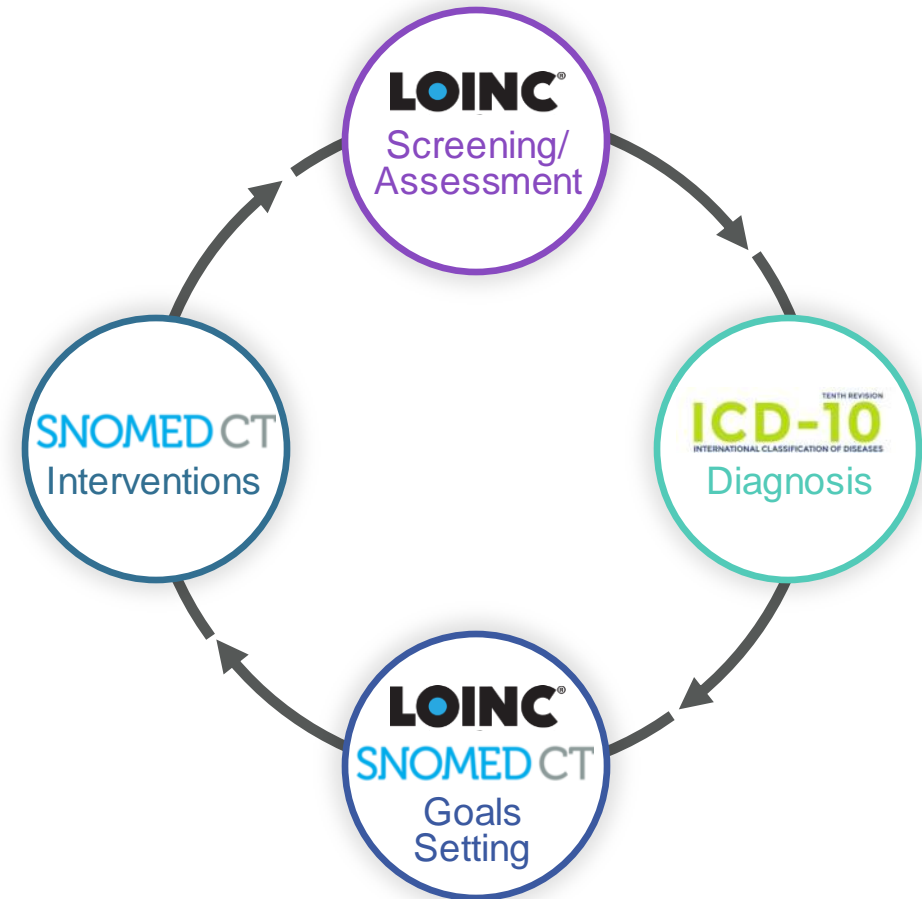 LOINC®
Screening/
Assessment
TENTH REVISION
ICD-10
INTERNATIONAL CLASSIFICATION OF DISEASES
Diagnosis
SNOMED CT
Interventions
LOINC®
SNOMED CT
Goals
Setting